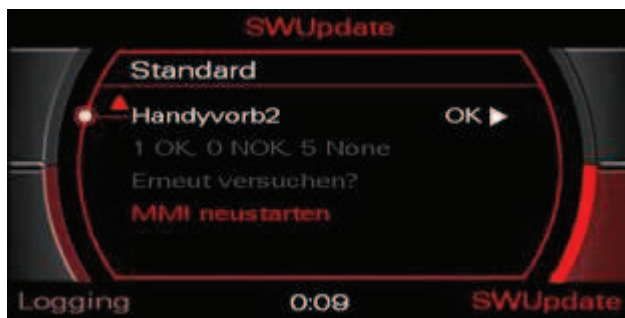 SWUpdate
Standard
Handyvorb2 OK
1 OK, 0 NOK, 5 None
Erneut versuchen?
MMI neustarten
Logging 0:09 SWUpdate